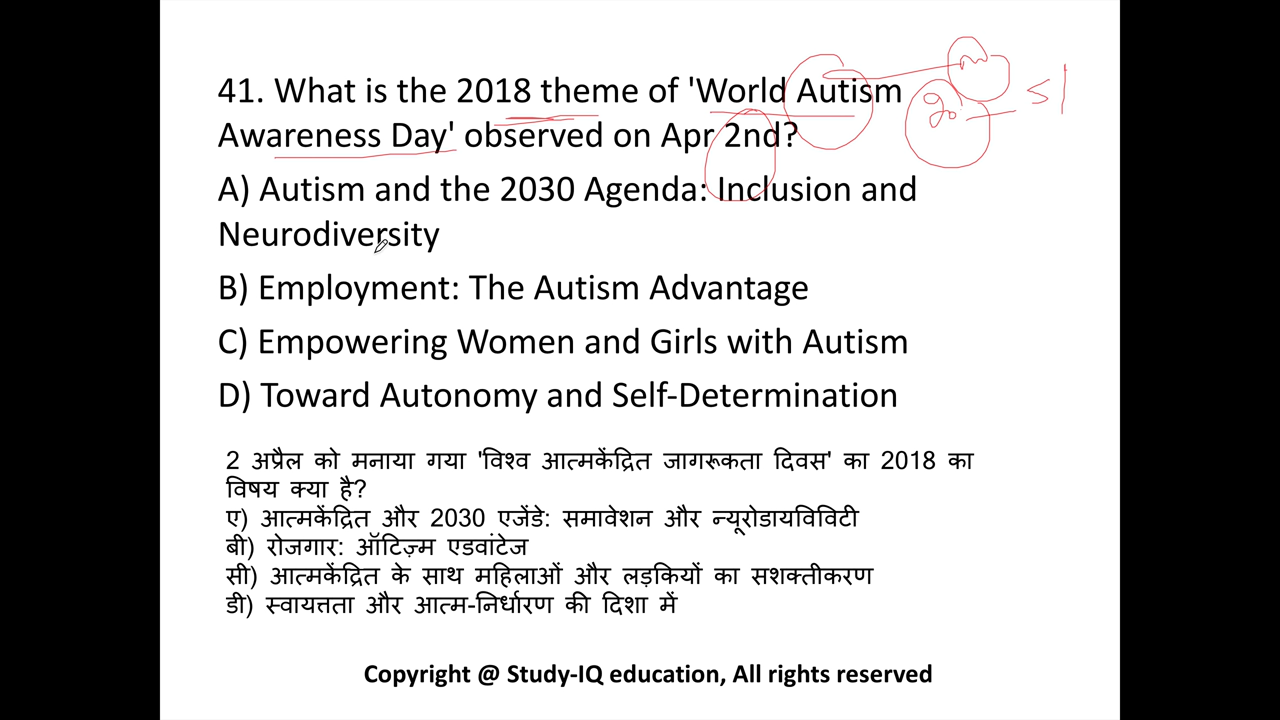 41. What is the 2018 theme of 'World Autism
Awareness Day' observed on Apr 2nd?
A) Autism and the 2030 Agenda: Inclusion and
Neurodiversity
B) Employment: The Autism Advantage
C) Empowering Women and Girls with Autism
D) Toward Autonomy and Self-Determination
2 अप्रैल को मनाया गया 'विश्व आत्मकेंद्रित जागरूकता दिवस' का 2018 का
विषय क्या है?
ए) आत्मकेंद्रित और 2030 एजेंडे: समावेशन और न्यूरोडायविविटी
बी) रोजगार: ऑटिज़्म एडवांटेज
सी) आत्मकेंद्रित के साथ महिलाओं और लड़कियों का सशक्तीकरण
डी) स्वायत्तता और आत्म-निर्धारण की दिशा में
Copyright @ Study-IQ education, All rights reserved